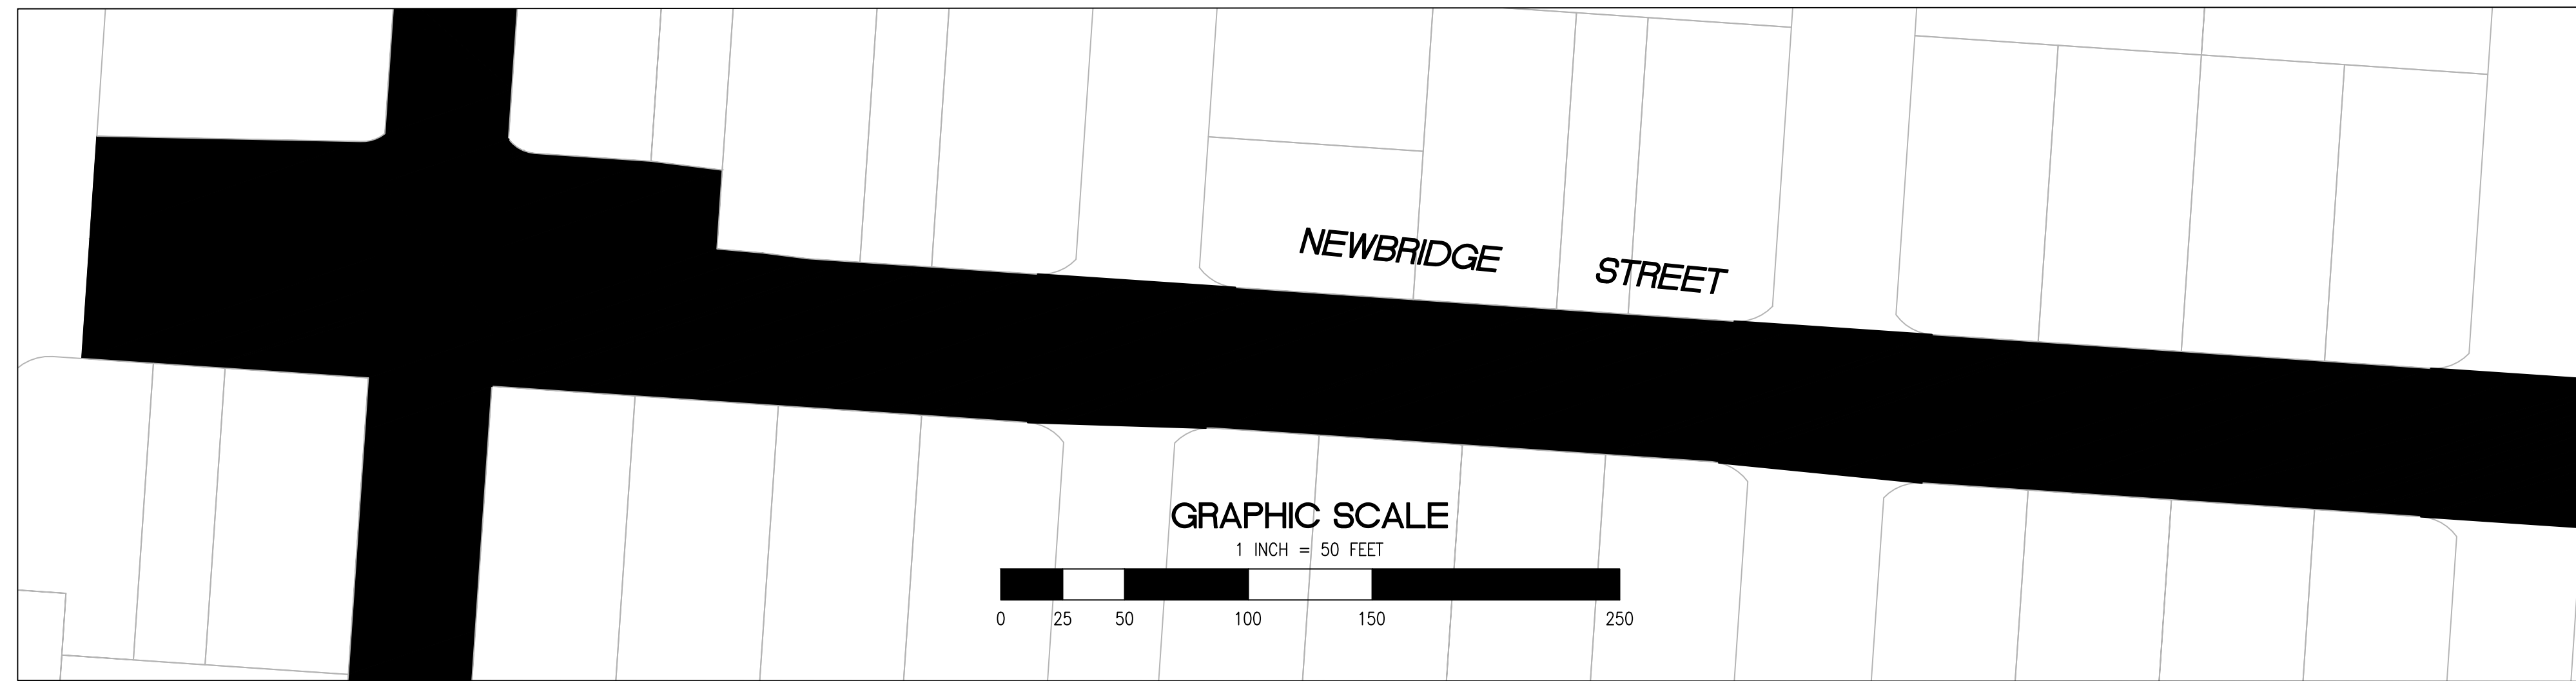 NEWBRIDGE STREET
GRAPHIC SCALE
1 INCH = 50 FEET
0 25 50 100 150 250